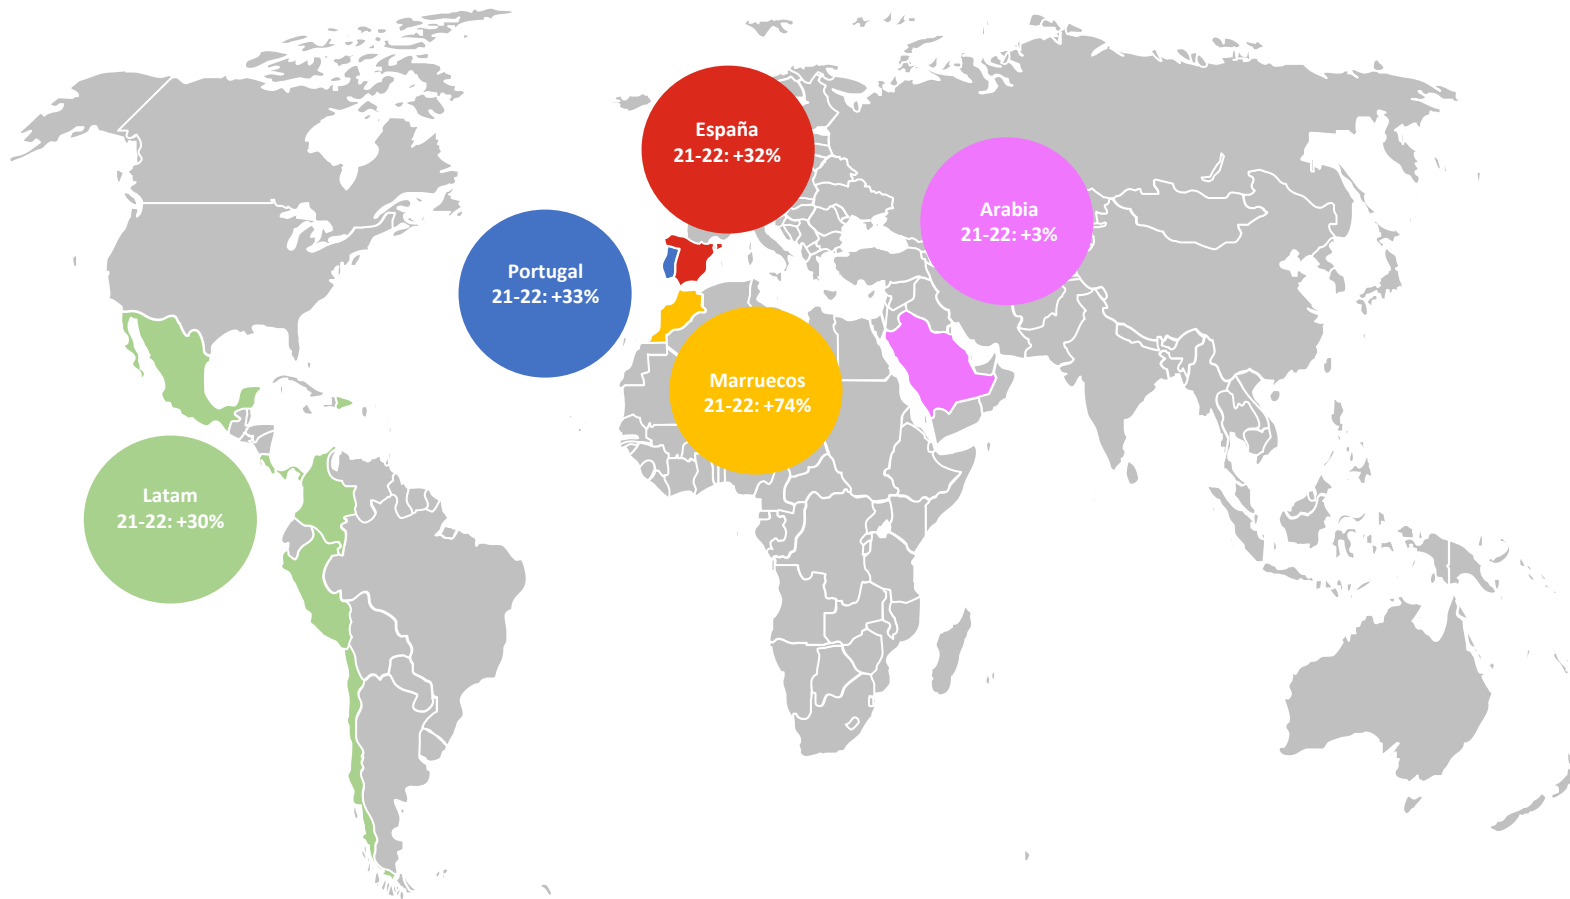 España
21-22: +32%
Arabia
21-22: +3%
Portugal
21-22: +33%
Marruecos
21-22: +74%
Latam
21-22: +30%